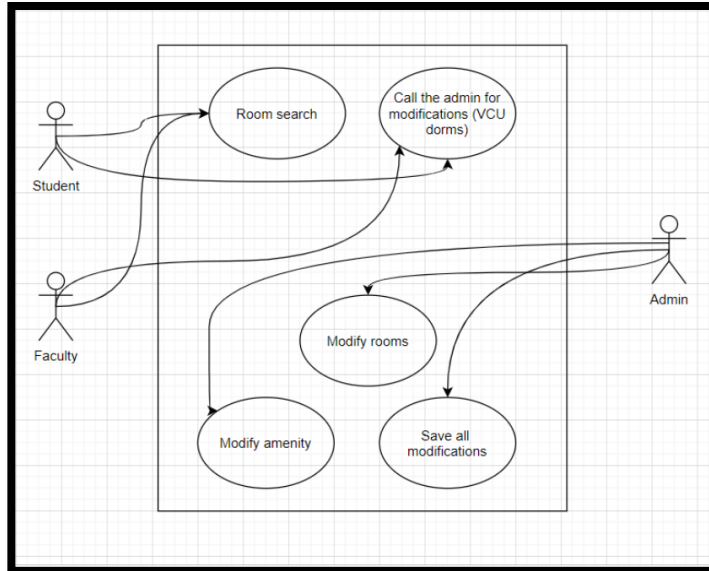 Room search
Call the admin for
modifications (VCU
dorms)
Student
Admin
Faculty
Modify rooms
Modify amenity
Save all
modifications